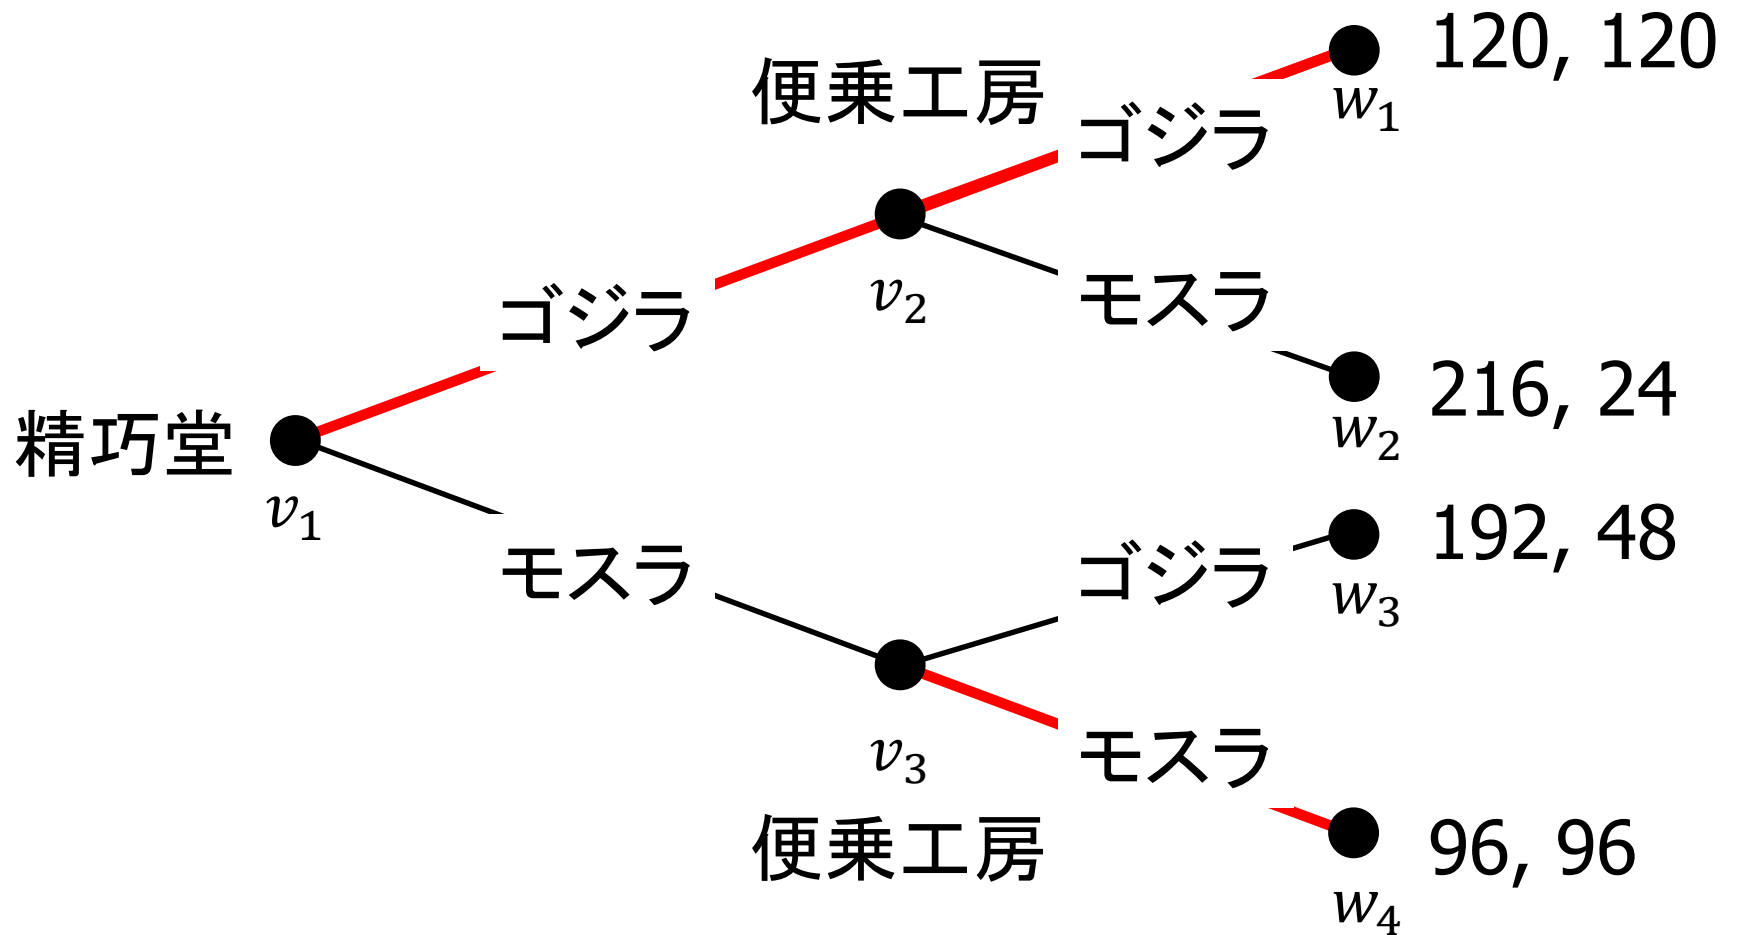 120, 120
便乗工房
w1
ゴジラ
v2
モスラ
ゴジラ
216, 24
w2
精巧堂
v1
192, 48
ゴジラ
w3
モスラ
v3
モスラ
便乗工房
96, 96
w4